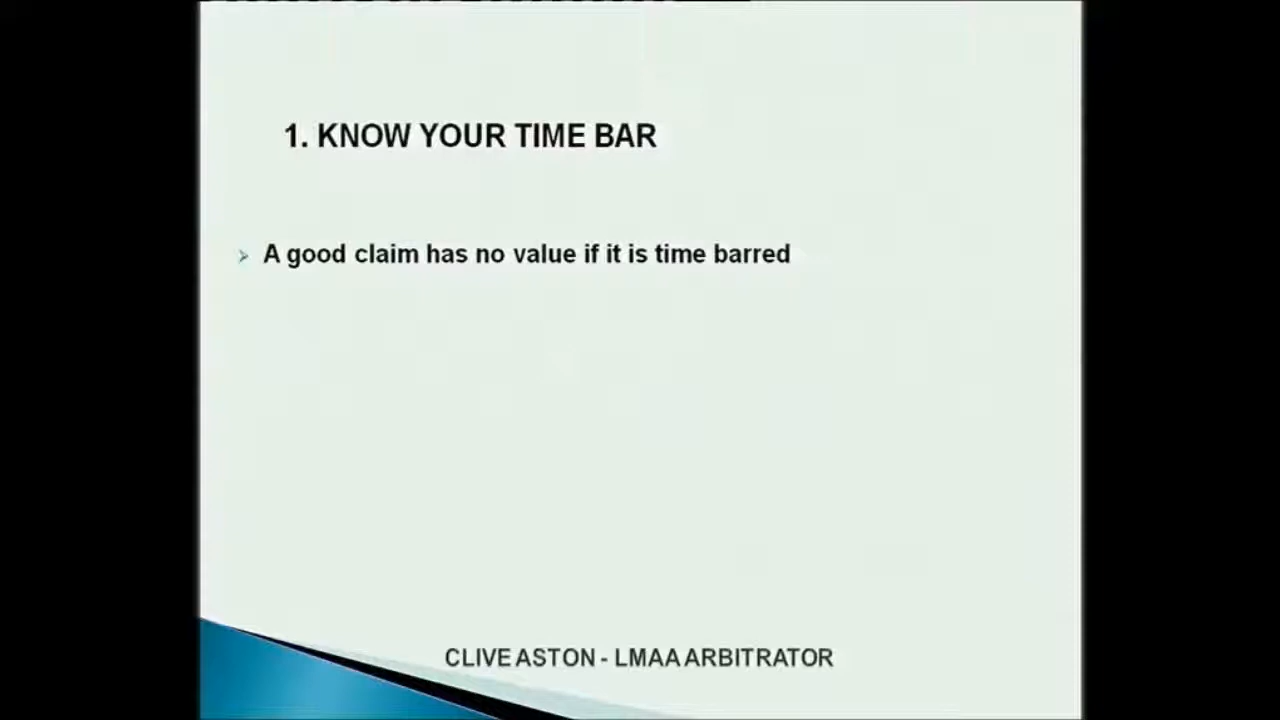 1. KNOW YOUR TIME BAR
A good claim has no value if it is time barred
CLIVE ASTON - LMAA ARBITRATOR